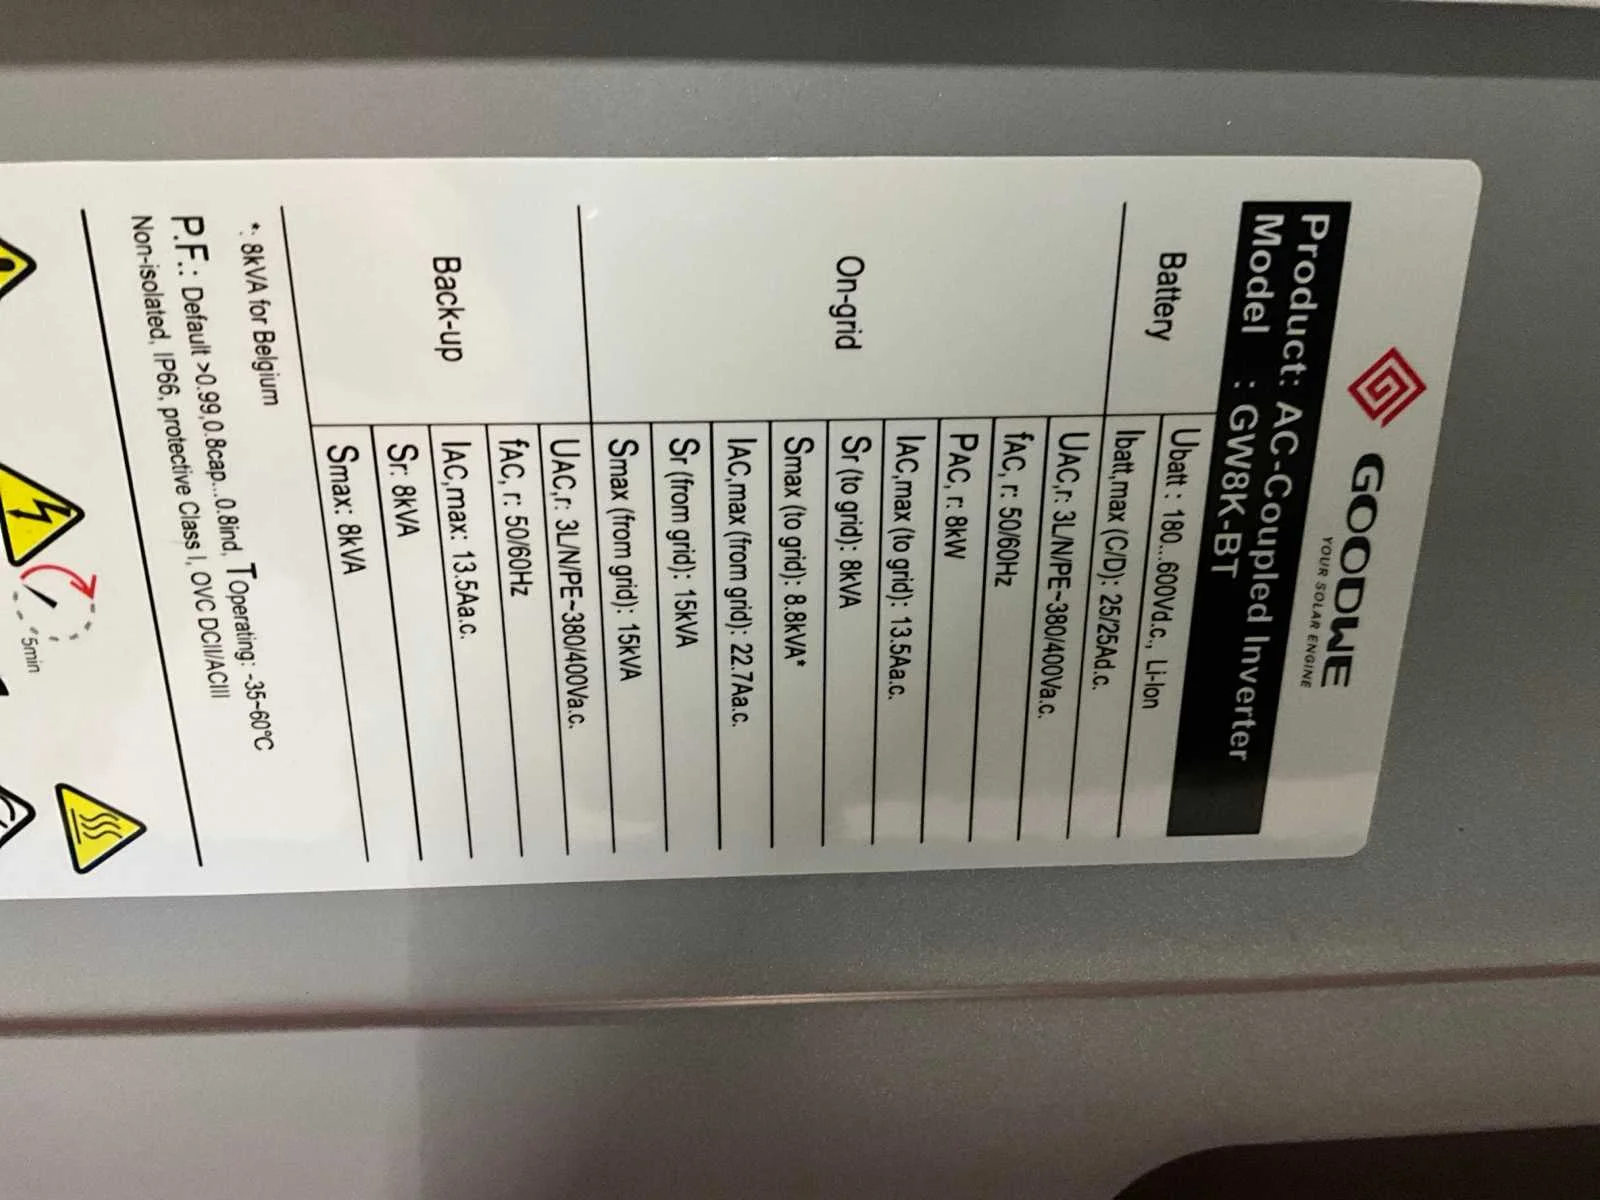 GOODWE
YOUR SOLAR ENGINE
Product: AC-Coupled Inverter
Model : GW8K-BT
Battery
Ubatt : 180...600Vd.c., Li-Ion
Ibatt,max (C/D): 25/25Ad.c.
On-grid
UAC,r: 3L/N/PE~380/400Va.c.
fAC, r: 50/60Hz
PAC, r: 8kW
IAC,max (to grid): 13.5Aa.c.
Sr (to grid): 8kVA
Smax (to grid): 8.8kVA*
IAC,max (from grid): 22.7Aa.c.
Sr (from grid): 15kVA
Smax (from grid): 15kVA
Back-up
UAC,r: 3L/N/PE~380/400Va.c.
fAC, r: 50/60Hz
IAC,max: 13.5Aa.c.
Sr: 8kVA
Smax: 8kVA
*: 8kVA for Belgium
P.F.: Default >0.99,0.8cap...0.8ind, Toperating: -35~60°C
Non-isolated, IP66, protective Class I, OVC DCII/ACIII
5min